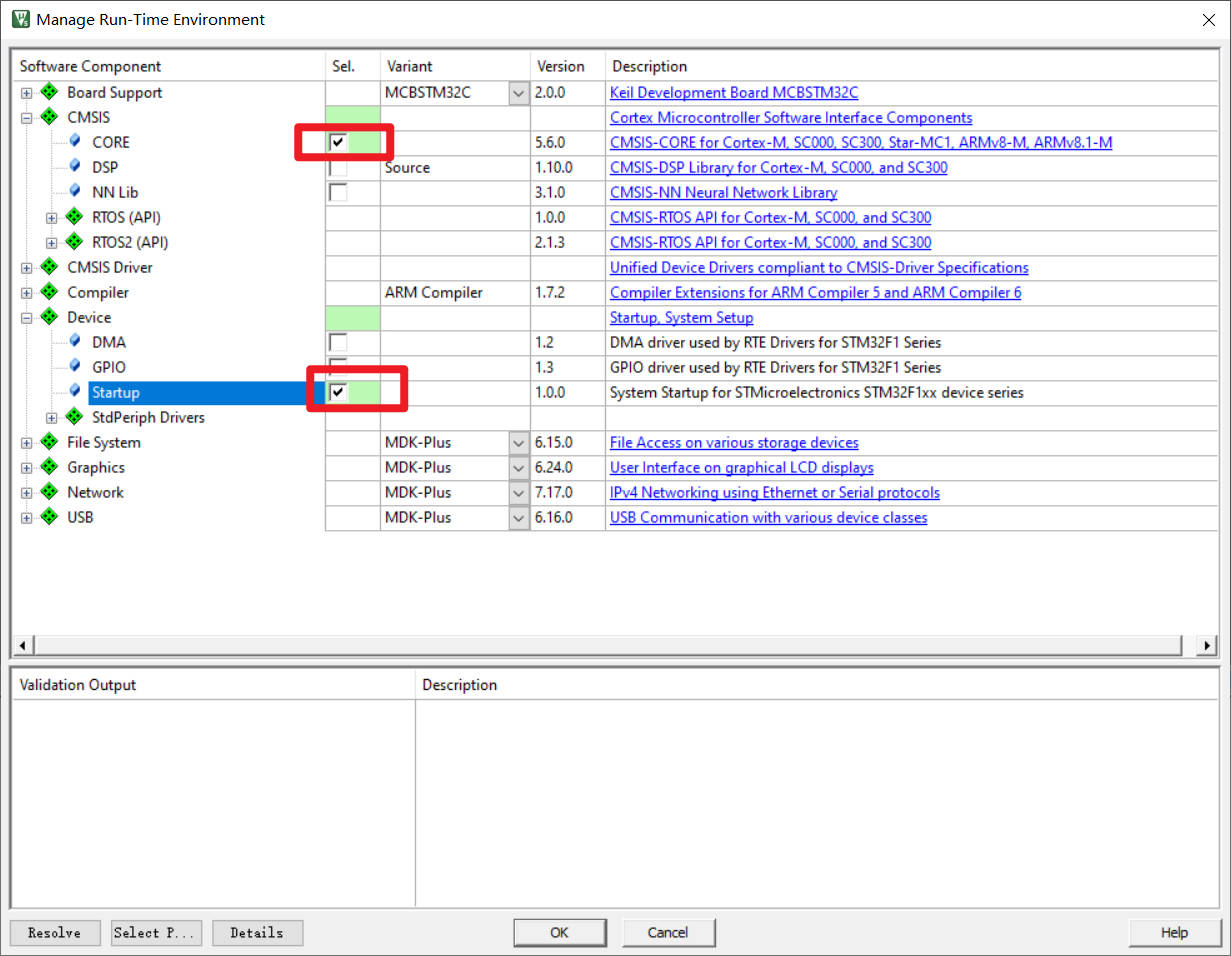 Manage Run-Time Environment
Software Component Sel. Variant Version Description
Board Support MCBSTM32C 2.0.0 Keil Development Board MCBSTM32C
CMSIS Cortex Microcontroller Software Interface Components
CORE 5.6.0 CMSIS-CORE for Cortex-M, SC000, SC300, Star-MC1, ARMv8-M, ARMv8.1-M
DSP Source 1.10.0 CMSIS-DSP Library for Cortex-M, SC000, and SC300
NN Lib 3.1.0 CMSIS-NN Neural Network Library
RTOS (API) 1.0.0 CMSIS-RTOS API for Cortex-M, SC000, and SC300
RTOS2 (API) 2.1.3 CMSIS-RTOS API for Cortex-M, SC000, and SC300
CMSIS Driver Unified Device Drivers compliant to CMSIS-Driver Specifications
Compiler ARM Compiler 1.7.2 Compiler Extensions for ARM Compiler 5 and ARM Compiler 6
Device Startup, System Setup
DMA 1.2 DMA driver used by RTE Drivers for STM32F1 Series
GPIO 1.3 GPIO driver used by RTE Drivers for STM32F1 Series
Startup 1.0.0 System Startup for STMicroelectronics STM32F1xx device series
StdPeriph Drivers
File System MDK-Plus 6.15.0 File Access on various storage devices
Graphics MDK-Plus 6.24.0 User Interface on graphical LCD displays
Network MDK-Plus 7.17.0 IPv4 Networking using Ethernet or Serial protocols
USB MDK-Plus 6.16.0 USB Communication with various device classes
Validation Output Description
Resolve Select P... Details OK Cancel Help